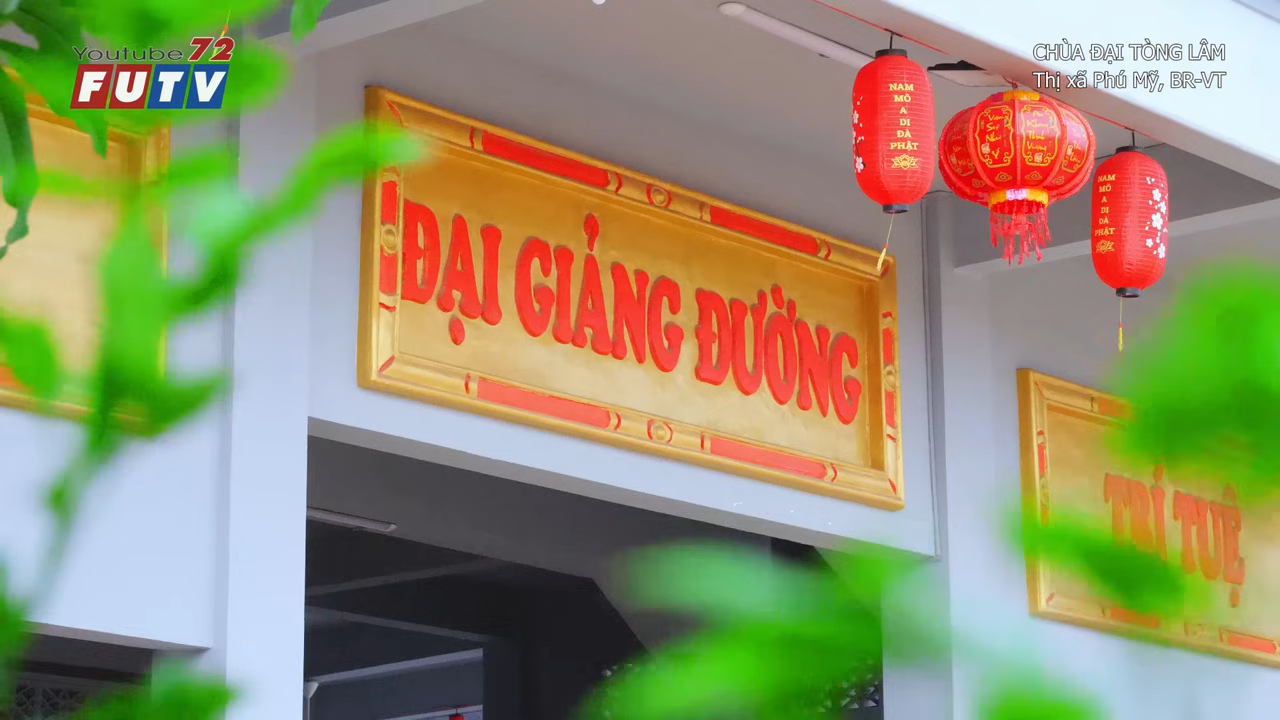 Youtube 72
FUTV
CHÙA ĐẠI TÒNG LÂM
Thị xã Phú Mỹ, BR-VT
NAM
MÔ
A
DI
ĐÀ
PHẬT
NAM
MÔ
A
DI
ĐÀ
PHẬT
ĐẠI GIẢNG ĐƯỜNG
TRÍ TUỆ